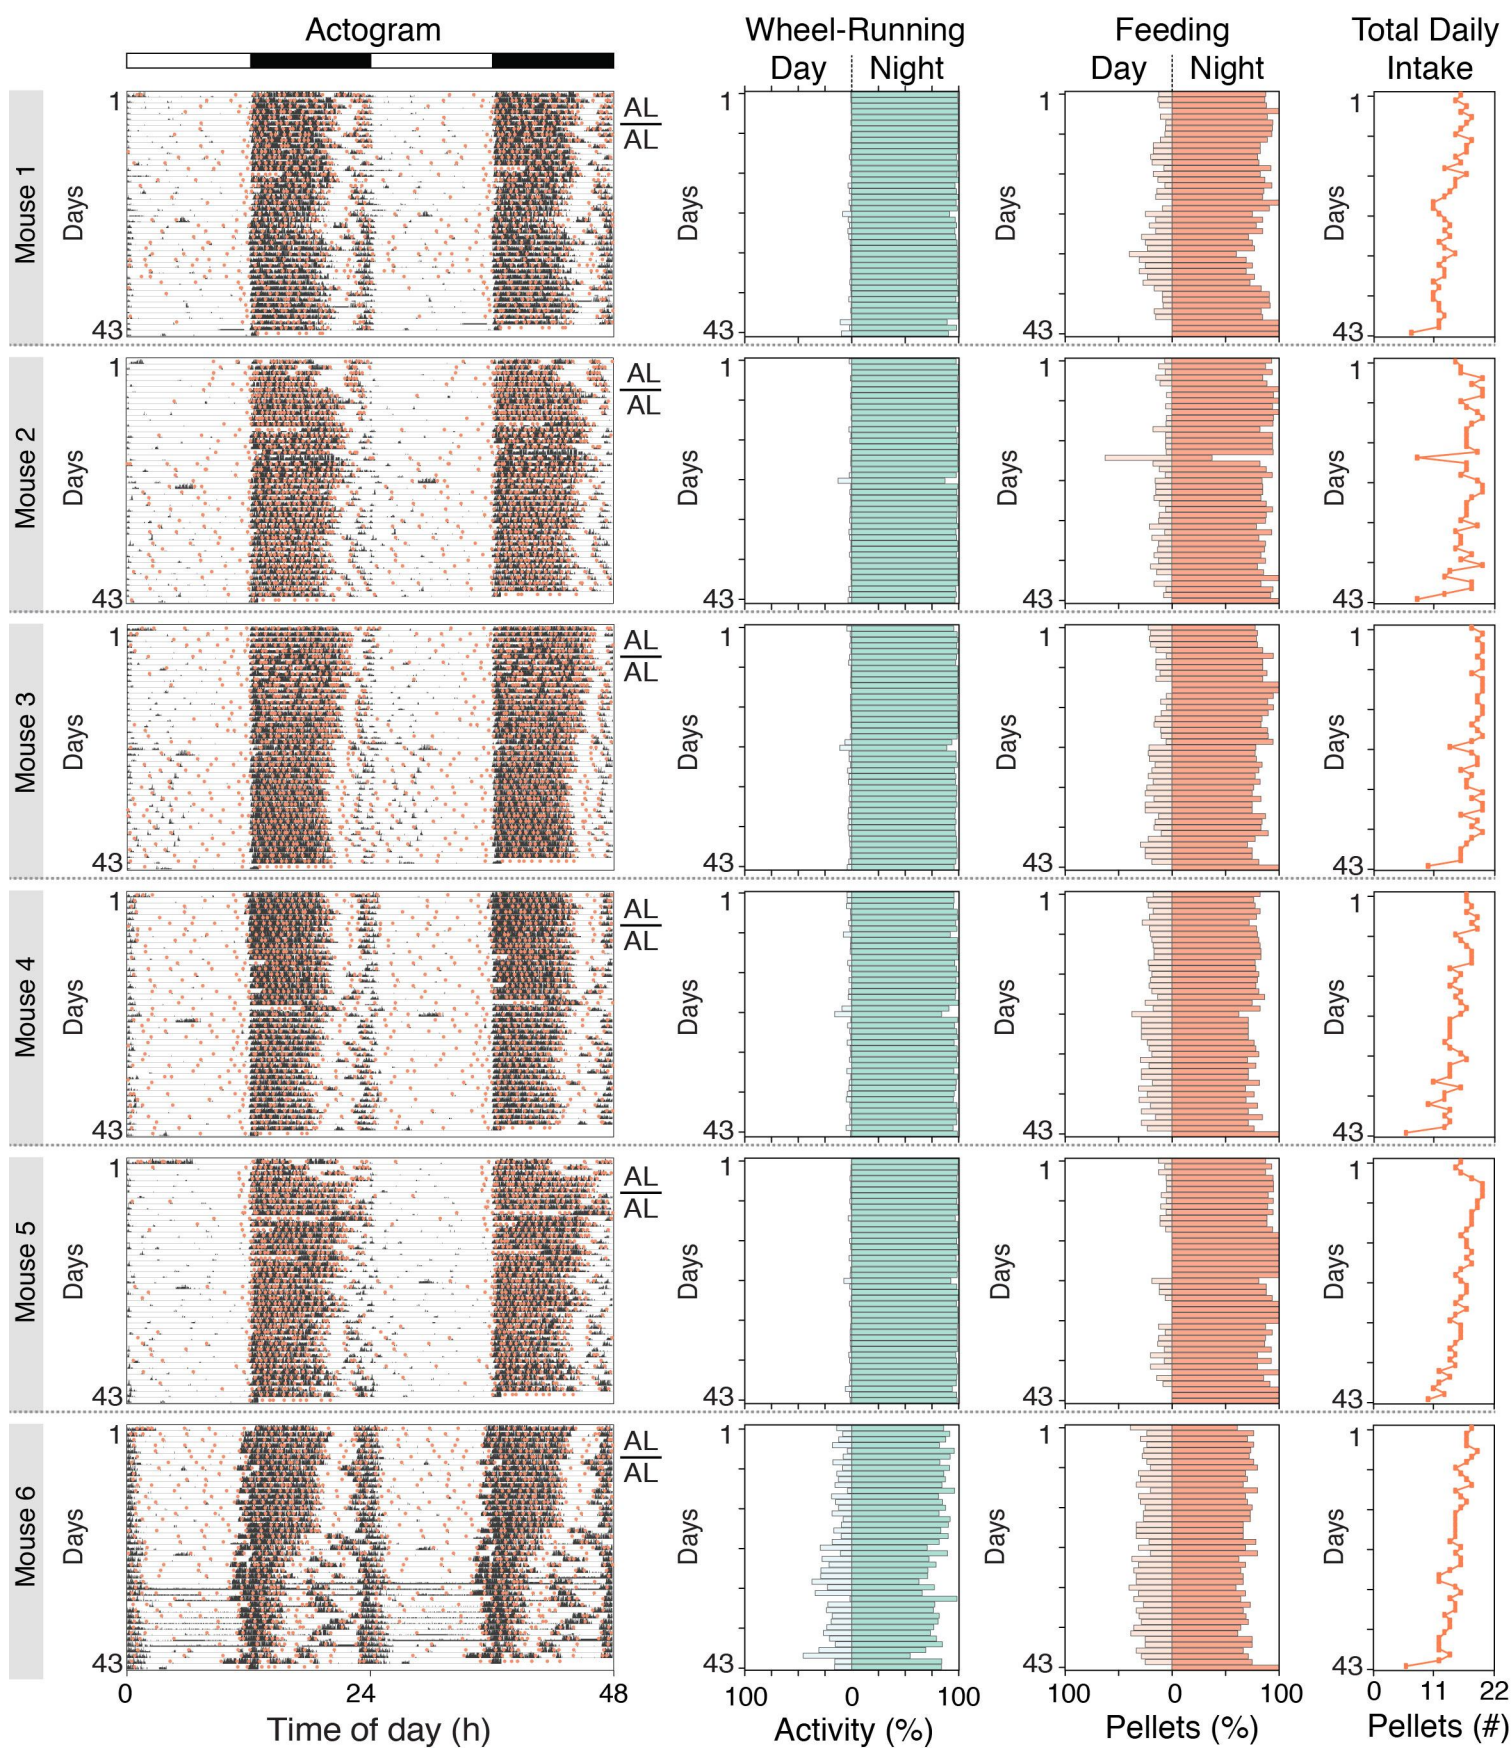 Actogram Wheel-Running Feeding Total Daily
Day Night Day Night Intake
Mouse 1
Days
1
43
AL
AL
Days
1
43
Days
1
43
Days
1
43
Mouse 2
Days
1
43
AL
AL
Days
1
43
Days
1
43
Days
1
43
Mouse 3
Days
1
43
AL
AL
Days
1
43
Days
1
43
Days
1
43
Mouse 4
Days
1
43
AL
AL
Days
1
43
Days
1
43
Days
1
43
Mouse 5
Days
1
43
AL
AL
Days
1
43
Days
1
43
Days
1
43
Mouse 6
Days
1
43
AL
AL
Days
1
43
Days
1
43
Days
1
43
0 24 48 100 0 100 100 0 100 0 11 22
Time of day (h) Activity (%) Pellets (%) Pellets (#)